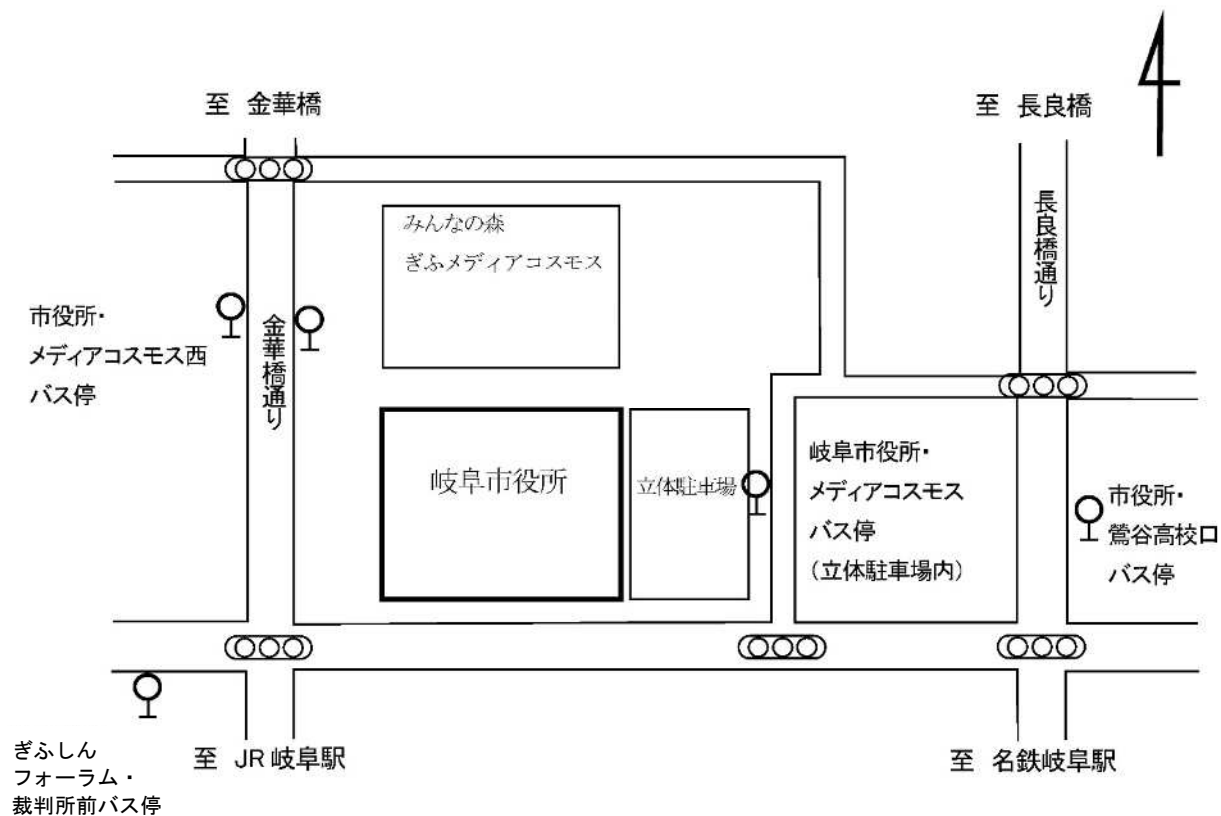 至 金華橋
至 長良橋
みんなの森
ぎふメディアコスモス
長良橋通り
市役所・
メディアコスモス西
バス停
金華橋通り
岐阜市役所
立体駐車場
岐阜市役所・
メディアコスモス
バス停
（立体駐車場内）
市役所・
鶯谷高校口
バス停
ぎふしん
フォーラム・
裁判所前バス停
至 JR岐阜駅
至 名鉄岐阜駅